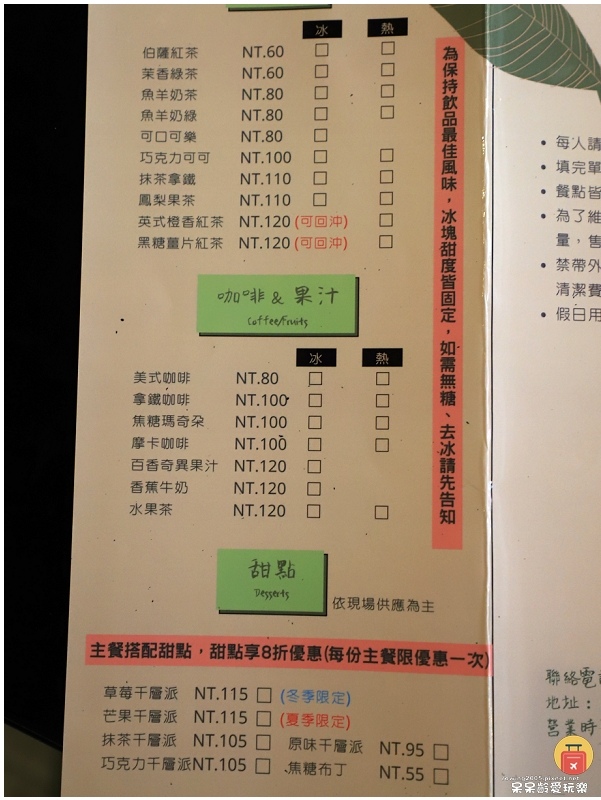 冰 熱
伯薩紅茶 NT.60 □ □
茉香綠茶 NT.60 □ □
魚羊奶茶 NT.80 □ □
魚羊奶綠 NT.80 □ □
可口可樂 NT.80 □
巧克力可可 NT.100 □ □
抹茶拿鐵 NT.110 □ □
鳳梨果茶 NT.110 □ □
英式橙香紅茶 NT.120 (可回沖) □
黑糖薑片紅茶 NT.120 (可回沖) □
為保持飲品最佳風味，冰塊甜度皆固定，如需無糖、去冰請先告知
咖啡 & 果汁
Coffee/Fruits
冰 熱
美式咖啡 NT.80 □ □
拿鐵咖啡 NT.100 □ □
焦糖瑪奇朵 NT.100 □ □
摩卡咖啡 NT.100 □ □
百香奇異果汁 NT.120 □
香蕉牛奶 NT.120 □
水果茶 NT.120 □ □
甜點
Desserts
依現場供應為主
主餐搭配甜點，甜點享8折優惠(每份主餐限優惠一次)
草莓千層派 NT.115 □ (冬季限定)
芒果千層派 NT.115 □ (夏季限定)
抹茶千層派 NT.105 □ 原味千層派 NT.95 □
巧克力千層派 NT.105 □ 焦糖布丁 NT.55 □
• 每人請
• 填完單
• 餐點皆
• 為了維
量，售
• 禁帶外
清潔費
• 假日用
聯絡電
地址：
營業時
呆呆齡愛玩樂